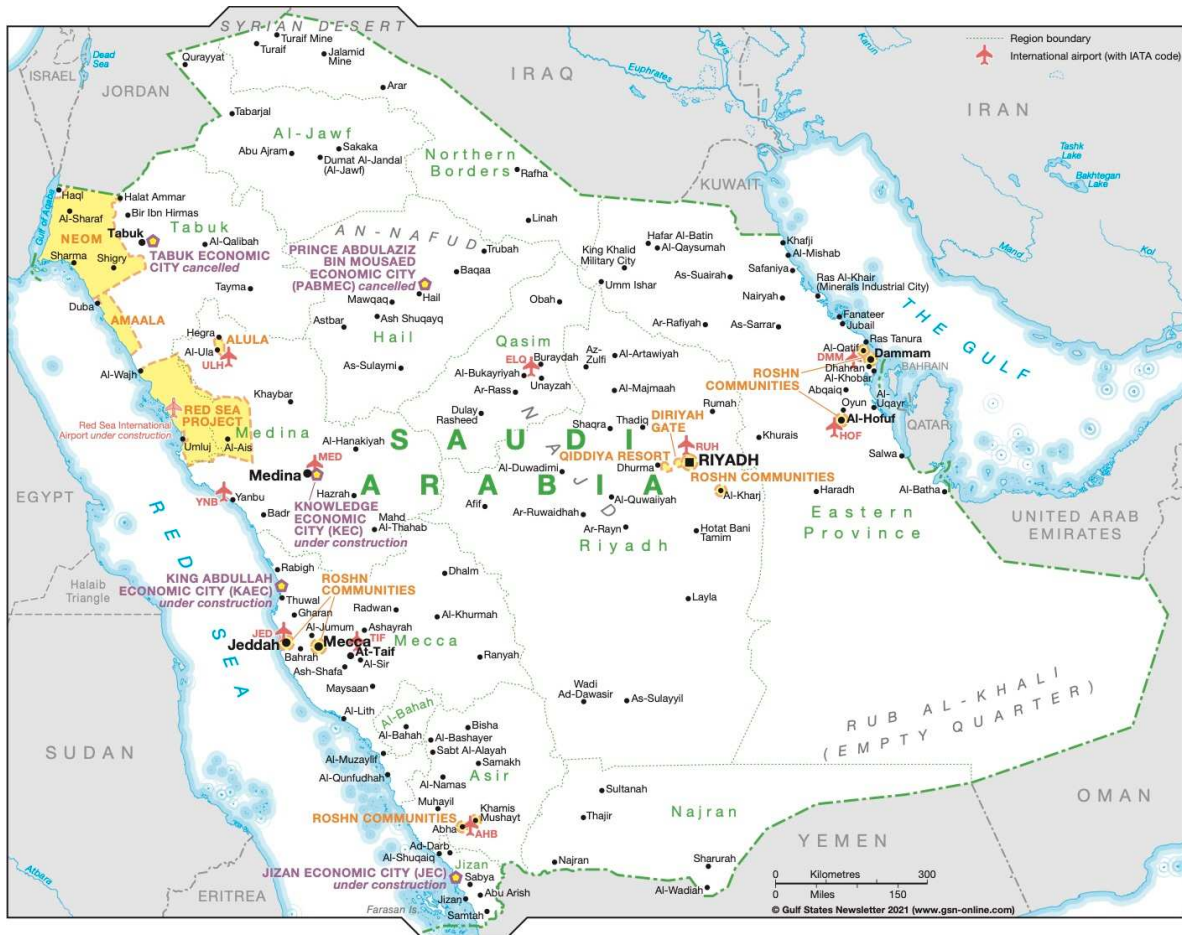 SYRIAN DESERT
Turaif Mine
Turaif
Jalamid
Mine
Qurayyat
Arar
Dead
Sea
ISRAEL
JORDAN
IRAQ
Tigris
Euphrates
Karun
IRAN
Region boundary
International airport (with IATA code)
Tabarjal
Al-Jawf
Abu Ajram
Sakaka
Dumat Al-Jandal
(Al-Jawf)
Northern
Borders
Rafha
KUWAIT
Tashk
Lake
Bakhtegan
Lake
Mand
Kol
Gulf of Aqaba
Haql
Halat Ammar
Al-Sharaf
Bir Ibn Hirmas
NEOM
Tabuk
Tabuk
Al-Qalibah
TABUK ECONOMIC
CITY cancelled
Sharma
Shigry
Tayma
Duba
AMAALA
AN-NAFUD
Linah
PRINCE ABDULAZIZ
BIN MOUSAED
ECONOMIC CITY
(PABMEC) cancelled
Trubah
Baqaa
Hail
Mawqaq
Ash Shuqayq
Astbar
Hail
As-Sulaymi
Obah
Hafar Al-Batin
Al-Qaysumah
King Khalid
Military City
Umm Ishar
As-Suairah
Khafji
Al-Mishab
Safaniya
Nairyah
Ras Al-Khair
(Minerals Industrial City)
Ar-Rafiyah
As-Sarrar
Fanateer
Jubail
THE GULF
Hegra
ALULA
Al-Ula
ULH
Al-Wajh
Qasim
ELQ
Buraydah
Al-Bukayriyah
Unayzah
Ar-Rass
Az-
Zulfi
Al-Artawiyah
Al-Majmaah
Al-Qatif
Ras Tanura
DMM
Dammam
Dhahran
Al-Khobar
BAHRAIN
ROSHN
COMMUNITIES
Abqaiq
Oyun
Al-
Uqayr
Al-Hofuf
HOF
QATAR
RED SEA
PROJECT
Red Sea International
Airport under construction
Umluj
Al-Ais
Khaybar
Medina
Al-Hanakiyah
Dulay
Rasheed
NAJD
Shaqra
Thadiq
Rumah
DIRIYAH
GATE
RUH
Khurais
QIDDIYA RESORT
Dhurma
RIYADH
ROSHN COMMUNITIES
Al-Kharj
Salwa
Haradh
Al-Batha
SAUDI
ARABIA
EGYPT
MED
Medina
YNB
Yanbu
Badr
Hazrah
KNOWLEDGE
ECONOMIC
CITY (KEC)
under construction
Mahd
Al-Thahab
Afif
Al-Duwadimi
Al-Quwaiiyah
Ar-Ruwaidhah
Ar-Rayn
Riyadh
Hotat Bani
Tamim
Eastern
Province
UNITED ARAB
EMIRATES
RED SEA
Halaib
Triangle
Rabigh
KING ABDULLAH
ECONOMIC CITY (KAEC)
under construction
Thuwal
Gharan
ROSHN
COMMUNITIES
Dhalm
Radwan
Al-Khurmah
Layla
JED
Jeddah
Al-Jumum
Ashayrah
TIF
Mecca
Mecca
Bahrah
At-Taif
Al-Sir
Ash-Shafa
Maysaan
Ranyah
Wadi
Ad-Dawasir
As-Sulayyil
RUB AL-KHALI
(EMPTY QUARTER)
Al-Lith
SUDAN
Al-Bahah
Al-Bahah
Bisha
Al-Bashayer
Sabt Al-Alayah
Samakh
Al-Muzaylif
Al-Qunfudhah
Al-Namas
Asir
Muhayil
Khamis
Mushayt
ROSHN COMMUNITIES
Abha
AHB
Sultanah
Thajir
Najran
OMAN
YEMEN
Ad-Darb
Al-Shuqaiq
Jizan
JIZAN ECONOMIC CITY (JEC)
under construction
Sabya
Abu Arish
Jizan
Samtah
Farasan Is.
Najran
Sharurah
Al-Wadiah
Atbara
ERITREA
0 Kilometres 300
0 Miles 150
© Gulf States Newsletter 2021 (www.gsn-online.com)